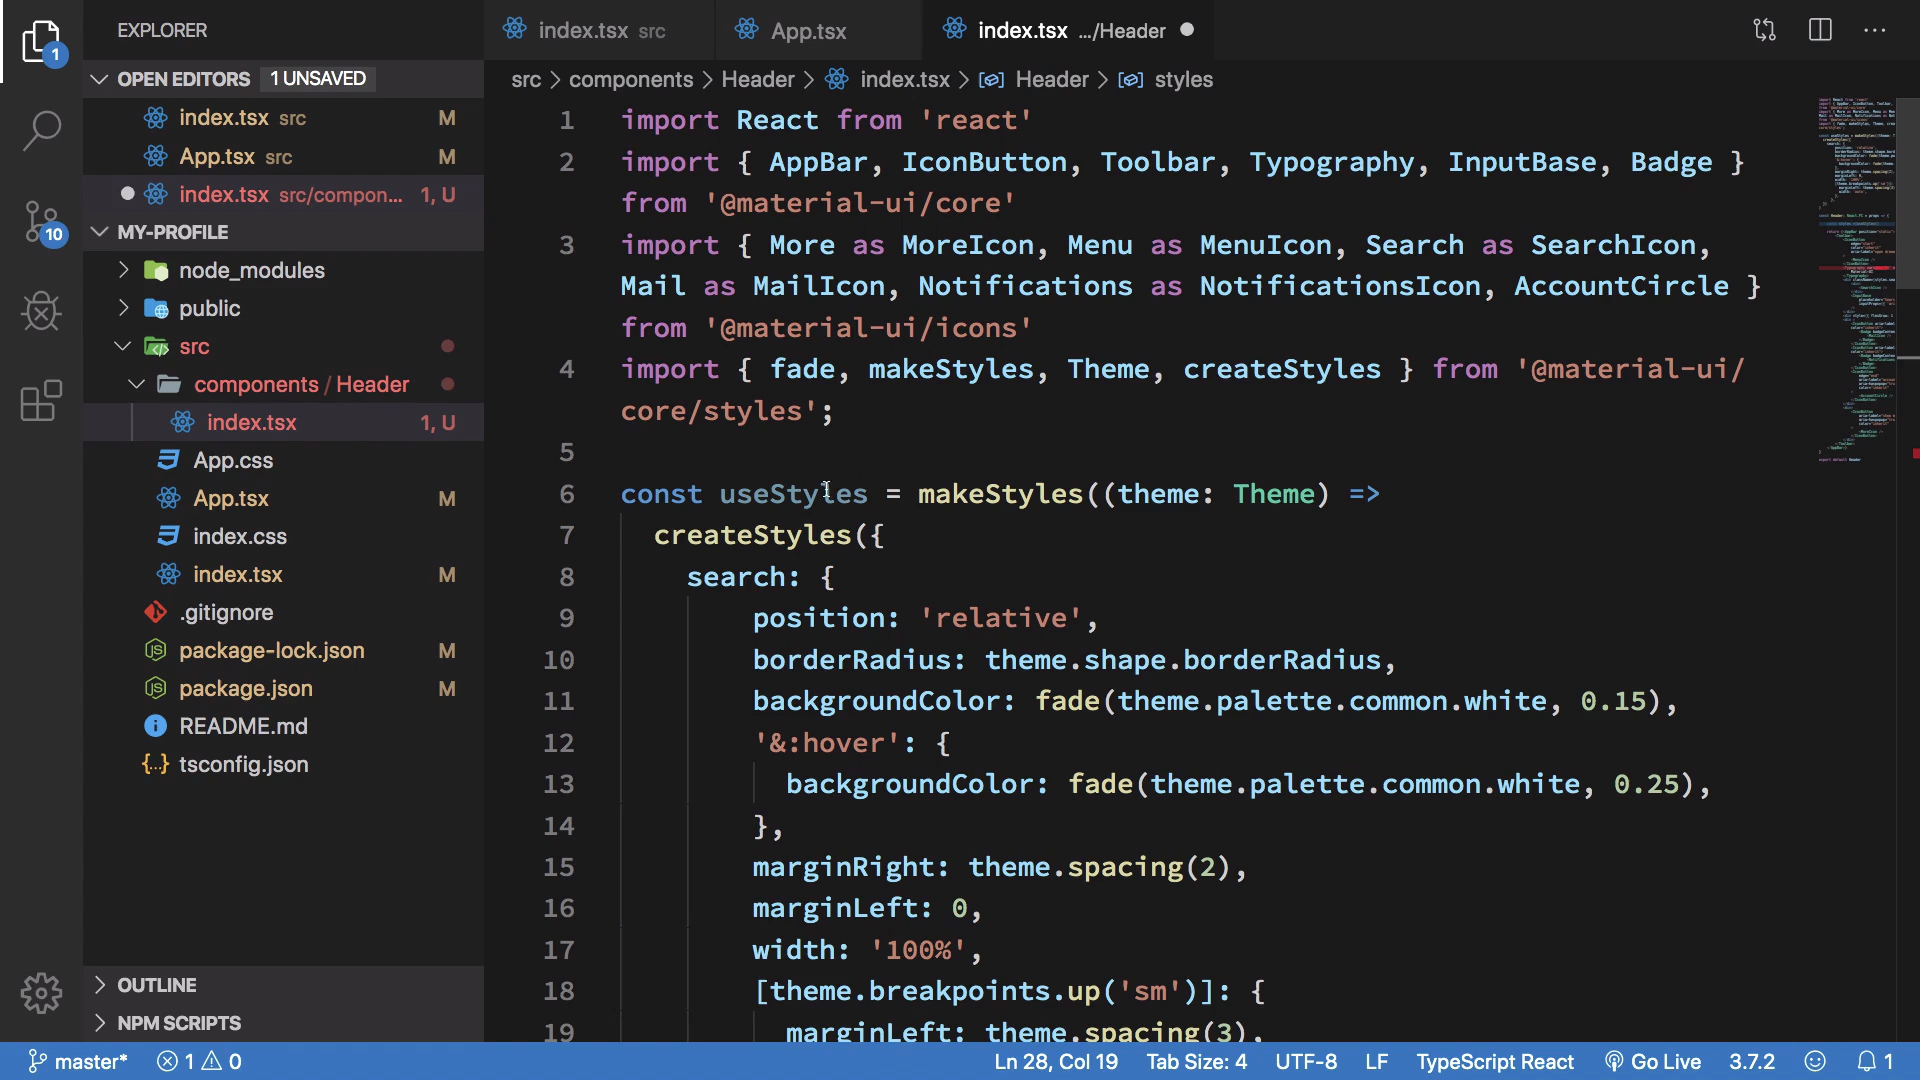 EXPLORER
index.tsx src
App.tsx
index.tsx .../Header
1
OPEN EDITORS 1 UNSAVED
src > components > Header > index.tsx > Header > styles
index.tsx src M
App.tsx src M
index.tsx src/compon... 1, U
10
MY-PROFILE
node_modules
public
src
components / Header
index.tsx 1, U
App.css
App.tsx M
index.css
index.tsx M
.gitignore
package-lock.json M
package.json M
README.md
tsconfig.json
OUTLINE
NPM SCRIPTS
1 import React from 'react'
2 import { AppBar, IconButton, Toolbar, Typography, InputBase, Badge }
from '@material-ui/core'
3 import { More as MoreIcon, Menu as MenuIcon, Search as SearchIcon,
Mail as MailIcon, Notifications as NotificationsIcon, AccountCircle }
from '@material-ui/icons'
4 import { fade, makeStyles, Theme, createStyles } from '@material-ui/
core/styles';
5
6 const useStyles = makeStyles((theme: Theme) =>
7 createStyles({
8 search: {
9 position: 'relative',
10 borderRadius: theme.shape.borderRadius,
11 backgroundColor: fade(theme.palette.common.white, 0.15),
12 '&:hover': {
13 backgroundColor: fade(theme.palette.common.white, 0.25),
14 },
15 marginRight: theme.spacing(2),
16 marginLeft: 0,
17 width: '100%',
18 [theme.breakpoints.up('sm')]: {
19 marginLeft: theme.spacing(3),
master* 1 0 Ln 28, Col 19 Tab Size: 4 UTF-8 LF TypeScript React Go Live 3.7.2 1